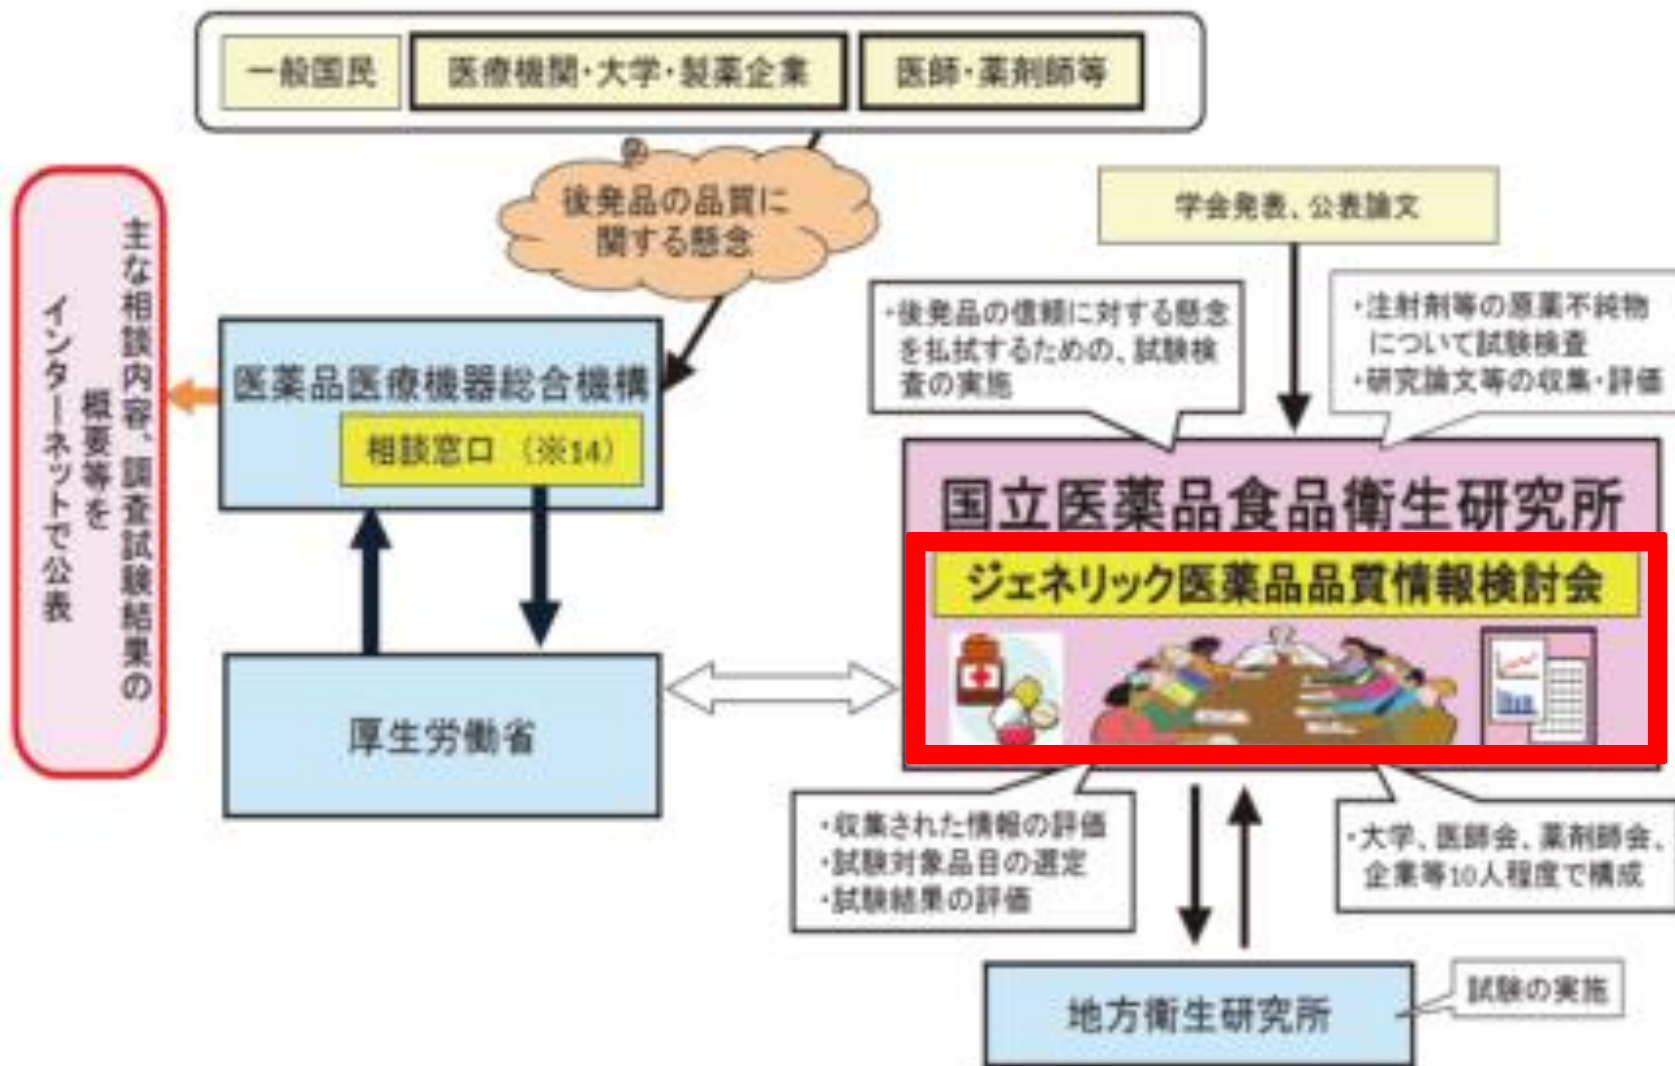 一般国民
医療機関・大学・製薬企業
医師・薬剤師等
後発品の品質に
関する懸念
学会発表、公表論文
主な相談内容、調査試験結果の
概要等を
インターネットで公表
医薬品医療機器総合機構
相談窓口 (※14)
・後発品の信頼に対する懸念
を払拭するための、試験検
査の実施
・注射剤等の原薬不純物
について試験検査
・研究論文等の収集・評価
国立医薬品食品衛生研究所
ジェネリック医薬品品質情報検討会
厚生労働省
・収集された情報の評価
・試験対象品目の選定
・試験結果の評価
・大学、医師会、薬剤師会、
企業等10人程度で構成
地方衛生研究所
試験の実施